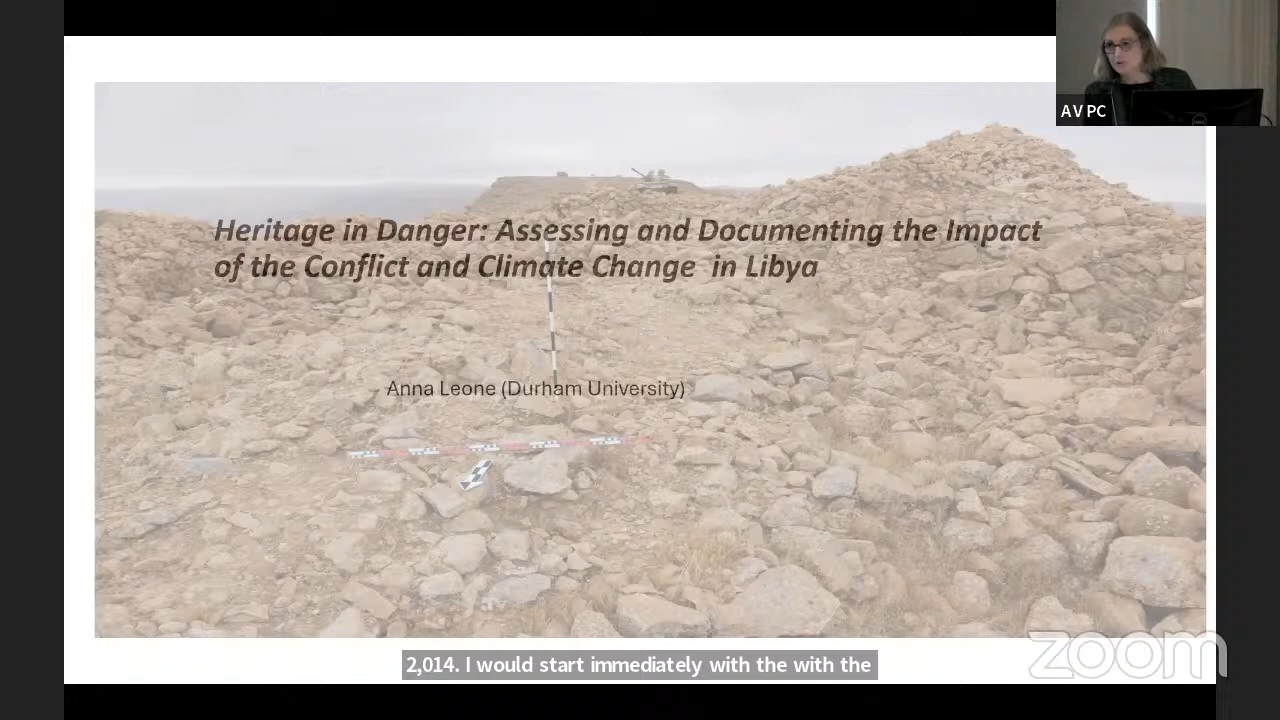 AV PC
Heritage in Danger: Assessing and Documenting the Impact
of the Conflict and Climate Change in Libya
Anna Leone (Durham University)
2,014. I would start immediately with the with the
zoom